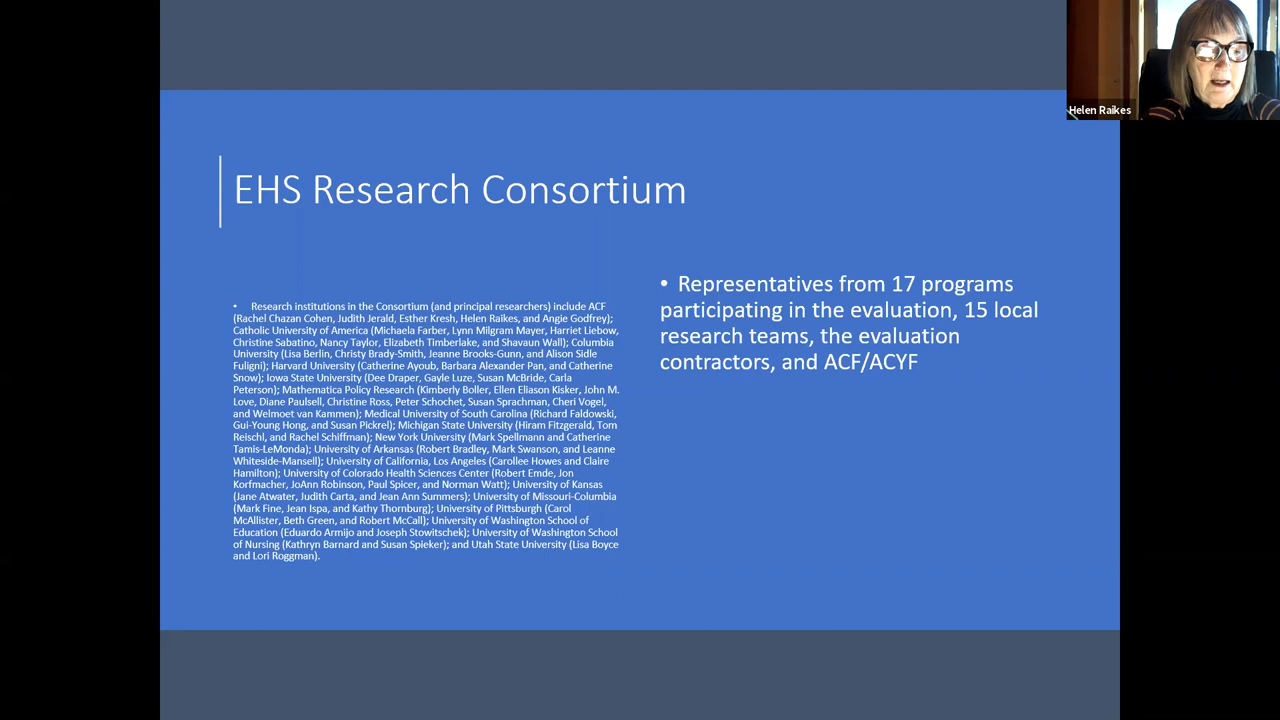 Helen Raikes
EHS Research Consortium
• Research institutions in the Consortium (and principal researchers) include ACF
(Rachel Chazan Cohen, Judith Jerald, Esther Kresh, Helen Raikes, and Angie Godfrey);
Catholic University of America (Michaela Farber, Lynn Milgram Mayer, Harriet Liebow,
Christine Sabatino, Nancy Taylor, Elizabeth Timberlake, and Shavaun Wall); Columbia
University (Lisa Berlin, Christy Brady-Smith, Jeanne Brooks-Gunn, and Alison Sidle
Fuligni); Harvard University (Catherine Ayoub, Barbara Alexander Pan, and Catherine
Snow); Iowa State University (Dee Draper, Gayle Luze, Susan McBride, Carla
Peterson); Mathematica Policy Research (Kimberly Boller, Ellen Eliason Kisker, John M.
Love, Diane Paulsell, Christine Ross, Peter Schochet, Susan Sprachman, Cheri Vogel,
and Welmoet van Kammen); Medical University of South Carolina (Richard Faldowski,
Gui-Young Hong, and Susan Pickrel); Michigan State University (Hiram Fitzgerald, Tom
Reischl, and Rachel Schiffman); New York University (Mark Spellmann and Catherine
Tamis-LeMonda); University of Arkansas (Robert Bradley, Mark Swanson, and Leanne
Whiteside-Mansell); University of California, Los Angeles (Carollee Howes and Claire
Hamilton); University of Colorado Health Sciences Center (Robert Emde, Jon
Korfmacher, JoAnn Robinson, Paul Spicer, and Norman Watt); University of Kansas
(Jane Atwater, Judith Carta, and Jean Ann Summers); University of Missouri-Columbia
(Mark Fine, Jean Ispa, and Kathy Thornburg); University of Pittsburgh (Carol
McAllister, Beth Green, and Robert McCall); University of Washington School of
Education (Eduardo Armijo and Joseph Stowitschek); University of Washington School
of Nursing (Kathryn Barnard and Susan Spieker); and Utah State University (Lisa Boyce
and Lori Roggman).
• Representatives from 17 programs
participating in the evaluation, 15 local
research teams, the evaluation
contractors, and ACF/ACYF